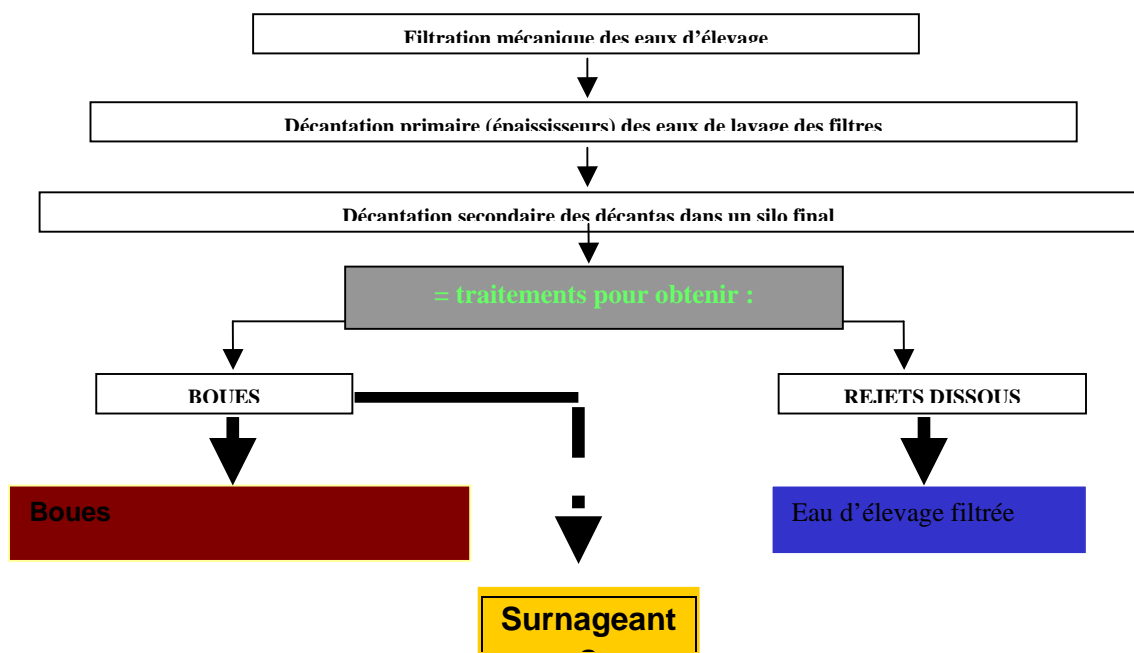 Filtration mécanique des eaux d’élevage
Décantation primaire (épaississeurs) des eaux de lavage des filtres
Décantation secondaire des décantas dans un silo final
= traitements pour obtenir :
BOUES
REJETS DISSOUS
Boues
Eau d’élevage filtrée
Surnageant